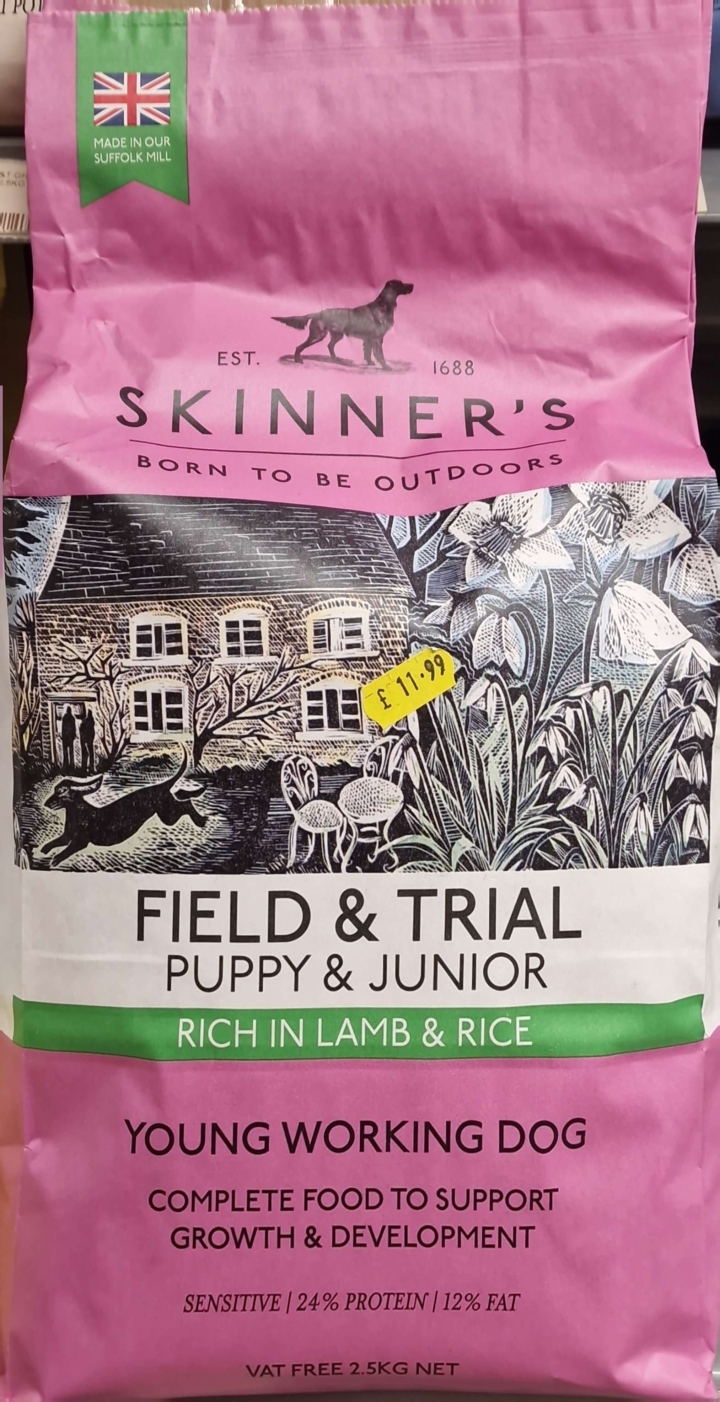 MADE IN OUR
SUFFOLK MILL
EST. 1688
SKINNER'S
BORN TO BE OUTDOORS
£ 11.99
FIELD & TRIAL
PUPPY & JUNIOR
RICH IN LAMB & RICE
YOUNG WORKING DOG
COMPLETE FOOD TO SUPPORT
GROWTH & DEVELOPMENT
SENSITIVE | 24% PROTEIN | 12% FAT
VAT FREE 2.5KG NET